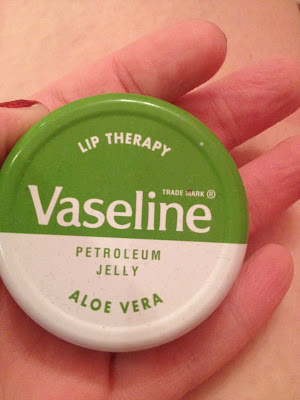 LIP THERAPY
TRADE MARK ®
Vaseline
PETROLEUM
JELLY
ALOE VERA